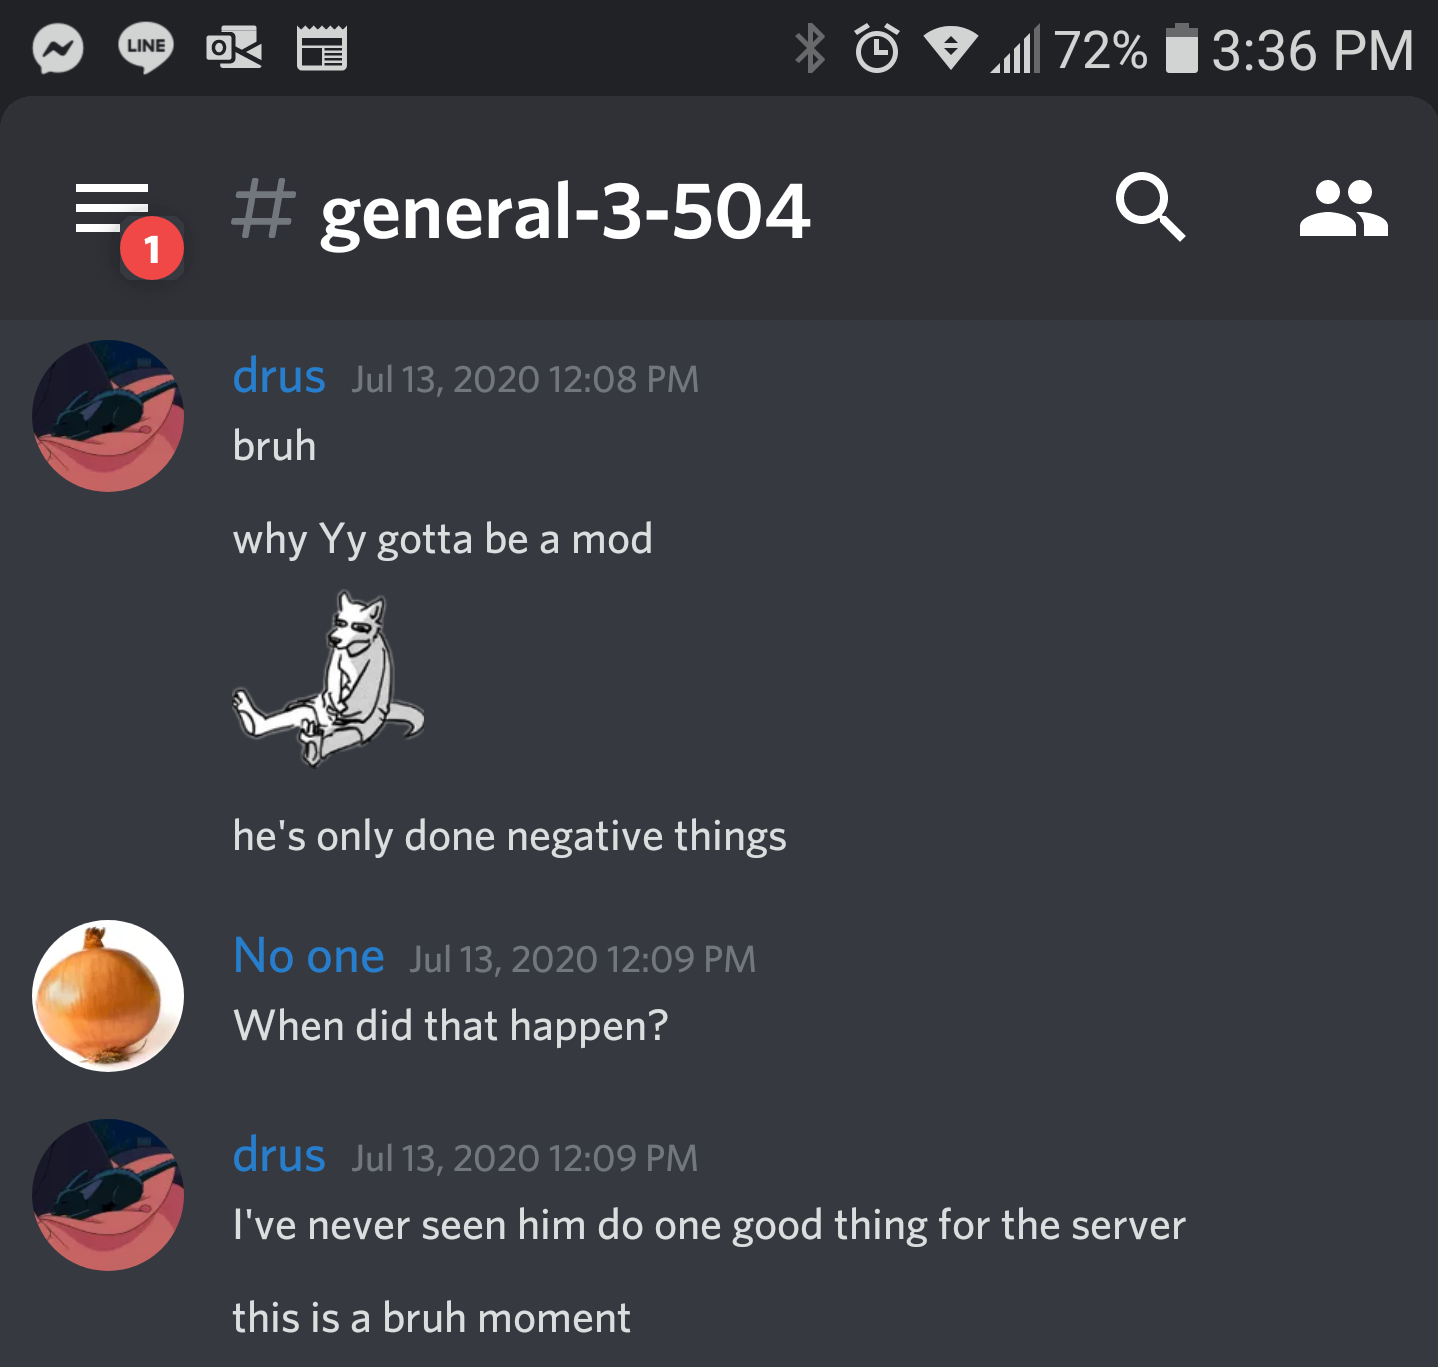 LINE
72% 3:36 PM
1
# general-3-504
drus Jul 13, 2020 12:08 PM
bruh
why Yy gotta be a mod
he's only done negative things
No one Jul 13, 2020 12:09 PM
When did that happen?
drus Jul 13, 2020 12:09 PM
I've never seen him do one good thing for the server
this is a bruh moment